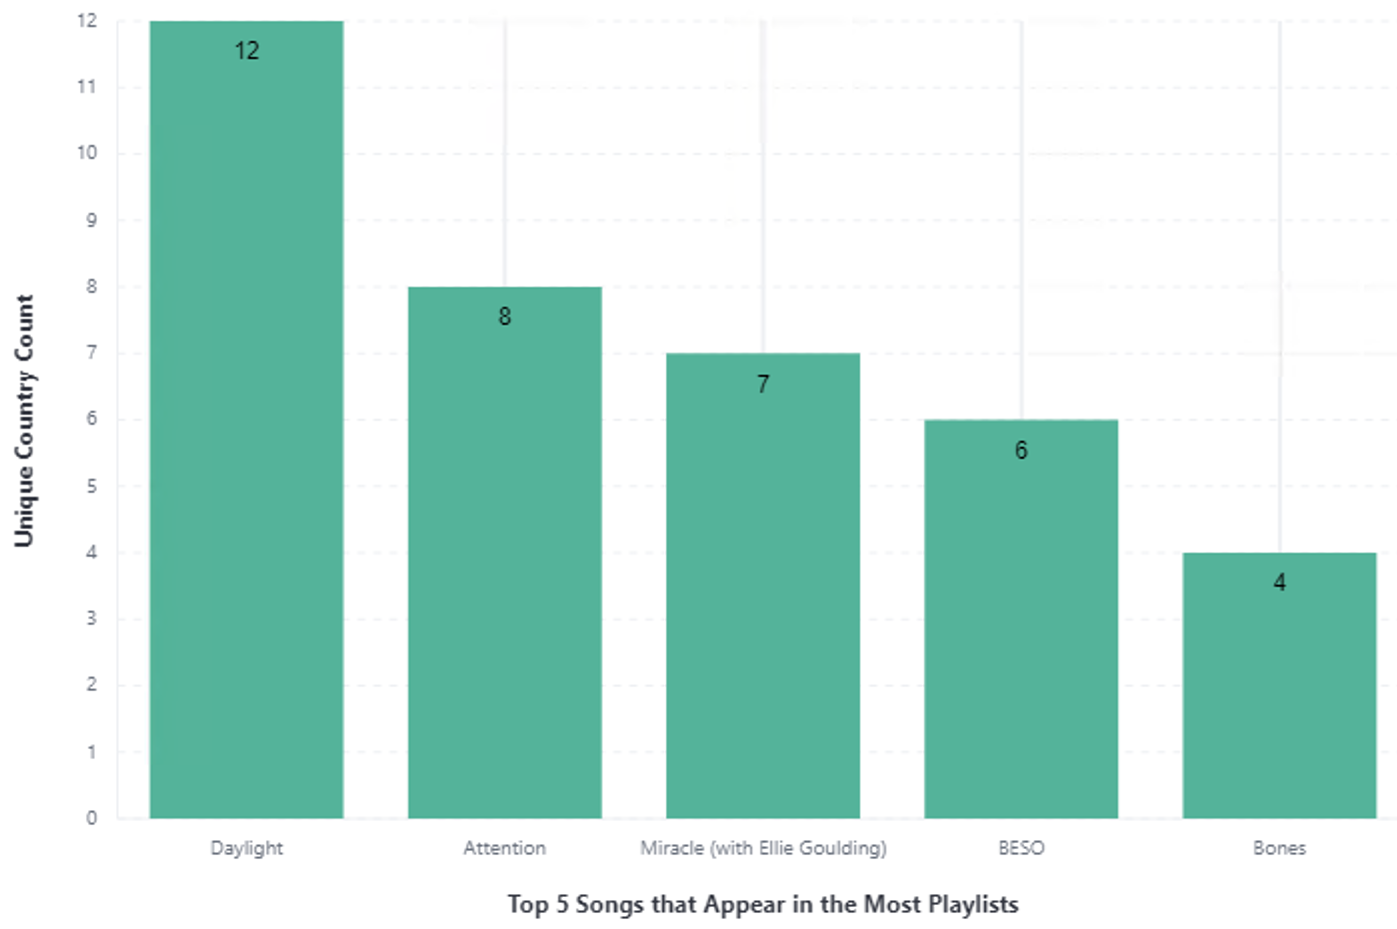 12
11
10
9
8
7
6
5
4
3
2
1
0
Unique Country Count
12
8
7
6
4
Daylight
Attention
Miracle (with Ellie Goulding)
BESO
Bones
Top 5 Songs that Appear in the Most Playlists